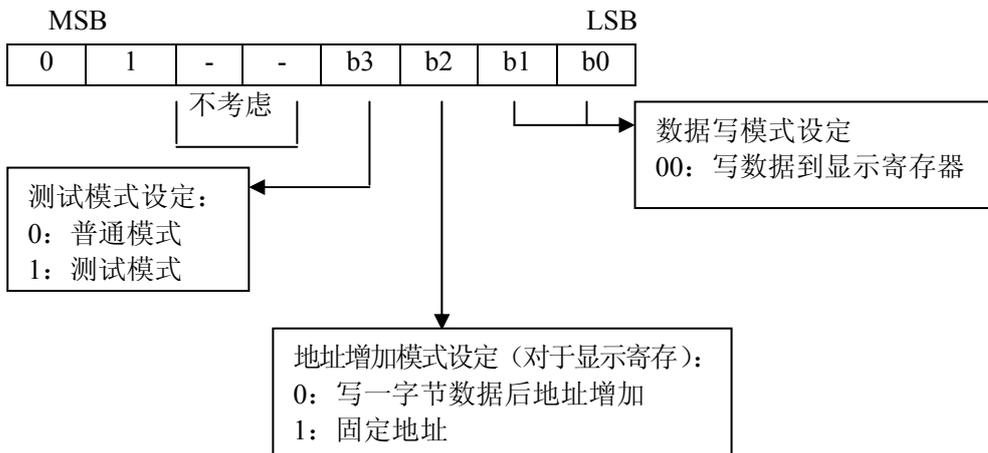 MSB LSB
0 1 - - b3 b2 b1 b0
不考虑
数据写模式设定
00：写数据到显示寄存器
测试模式设定：
0：普通模式
1：测试模式
地址增加模式设定（对于显示寄存）：
0：写一字节数据后地址增加
1：固定地址